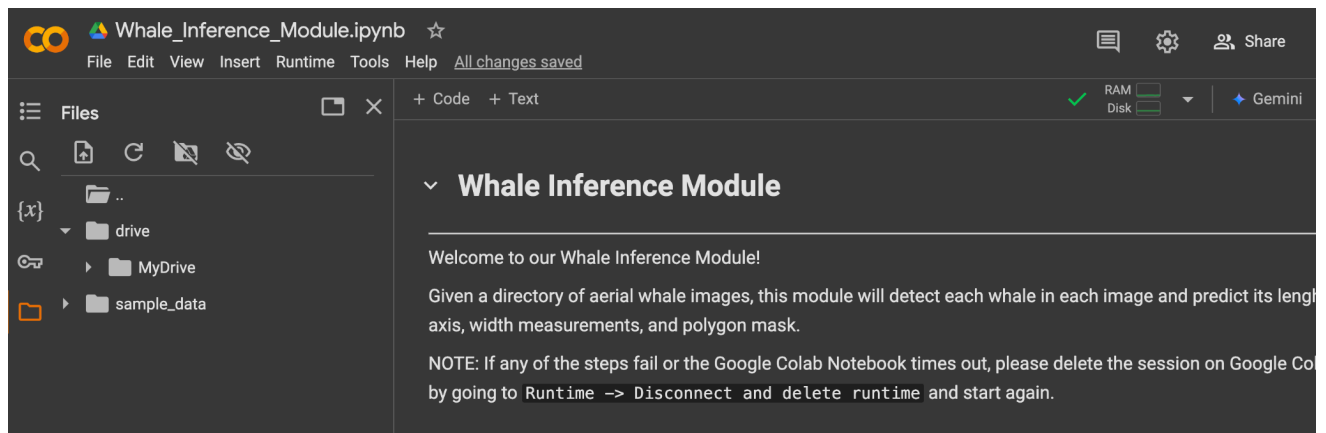 Whale_Inference_Module.ipynb
File Edit View Insert Runtime Tools Help All changes saved
Share
Files
+ Code + Text
RAM
Disk
Gemini
..
{x}
drive
MyDrive
sample_data
Whale Inference Module
Welcome to our Whale Inference Module!
Given a directory of aerial whale images, this module will detect each whale in each image and predict its lengh
axis, width measurements, and polygon mask.
NOTE: If any of the steps fail or the Google Colab Notebook times out, please delete the session on Google Col
by going to Runtime -> Disconnect and delete runtime and start again.